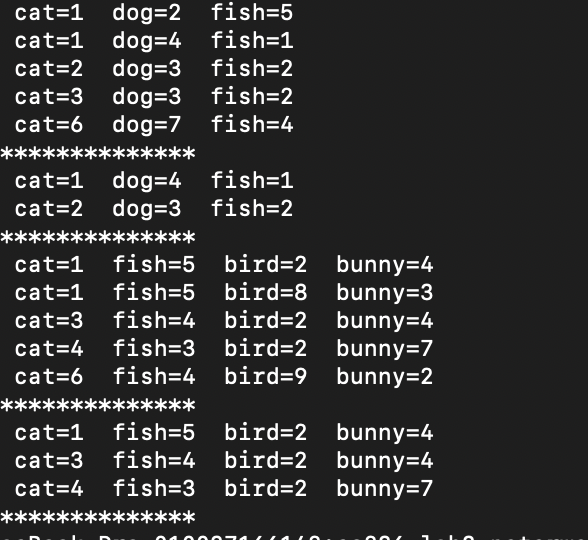 cat=1 dog=2 fish=5
cat=1 dog=4 fish=1
cat=2 dog=3 fish=2
cat=3 dog=3 fish=2
cat=6 dog=7 fish=4
**************
cat=1 dog=4 fish=1
cat=2 dog=3 fish=2
**************
cat=1 fish=5 bird=2 bunny=4
cat=1 fish=5 bird=8 bunny=3
cat=3 fish=4 bird=2 bunny=4
cat=4 fish=3 bird=2 bunny=7
cat=6 fish=4 bird=9 bunny=2
**************
cat=1 fish=5 bird=2 bunny=4
cat=3 fish=4 bird=2 bunny=4
cat=4 fish=3 bird=2 bunny=7
**************